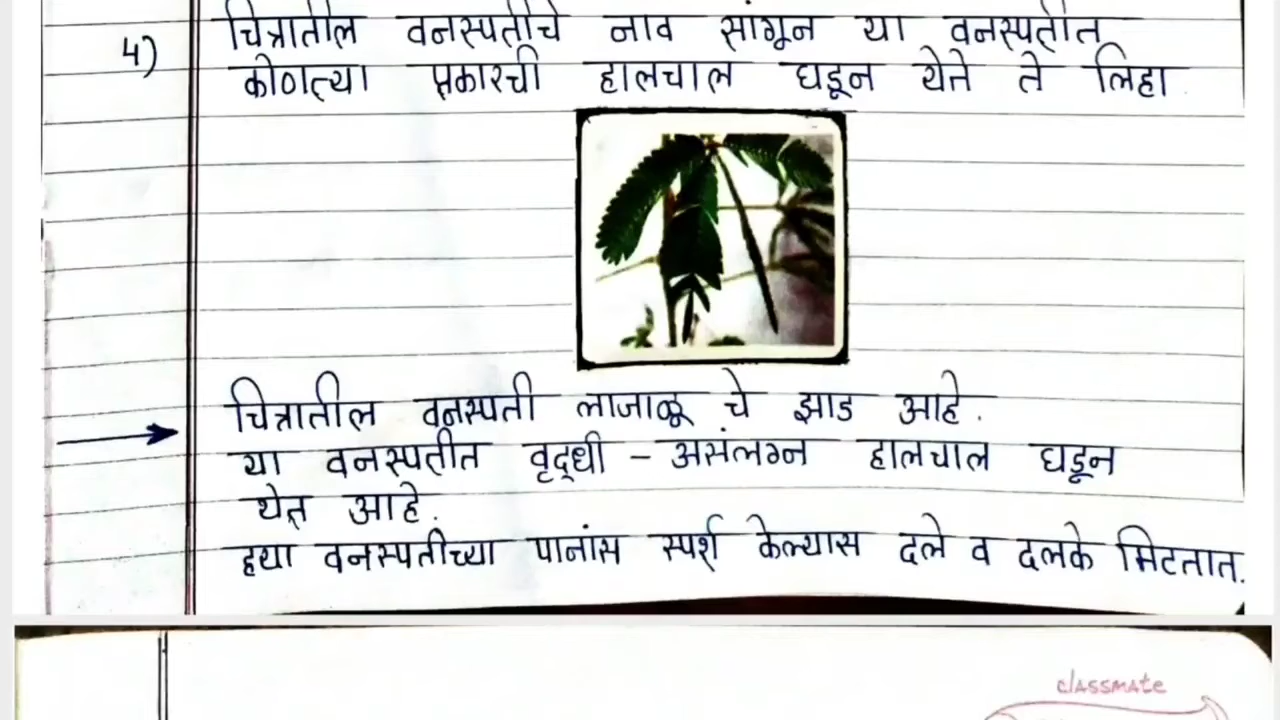 4) चित्रातील वनस्पतीचे नाव सांगून या वनस्पतीत
कोणत्या प्रकारची हालचाल घडून येते ते लिहा.
चित्रातील वनस्पती लाजाळू चे झाड आहे.
या वनस्पतीत वृद्धी - असंलग्न हालचाल घडून
येत आहे.
हया वनस्पतीच्या पानांस स्पर्श केल्यास दले व दलके मिटतात.
classmate